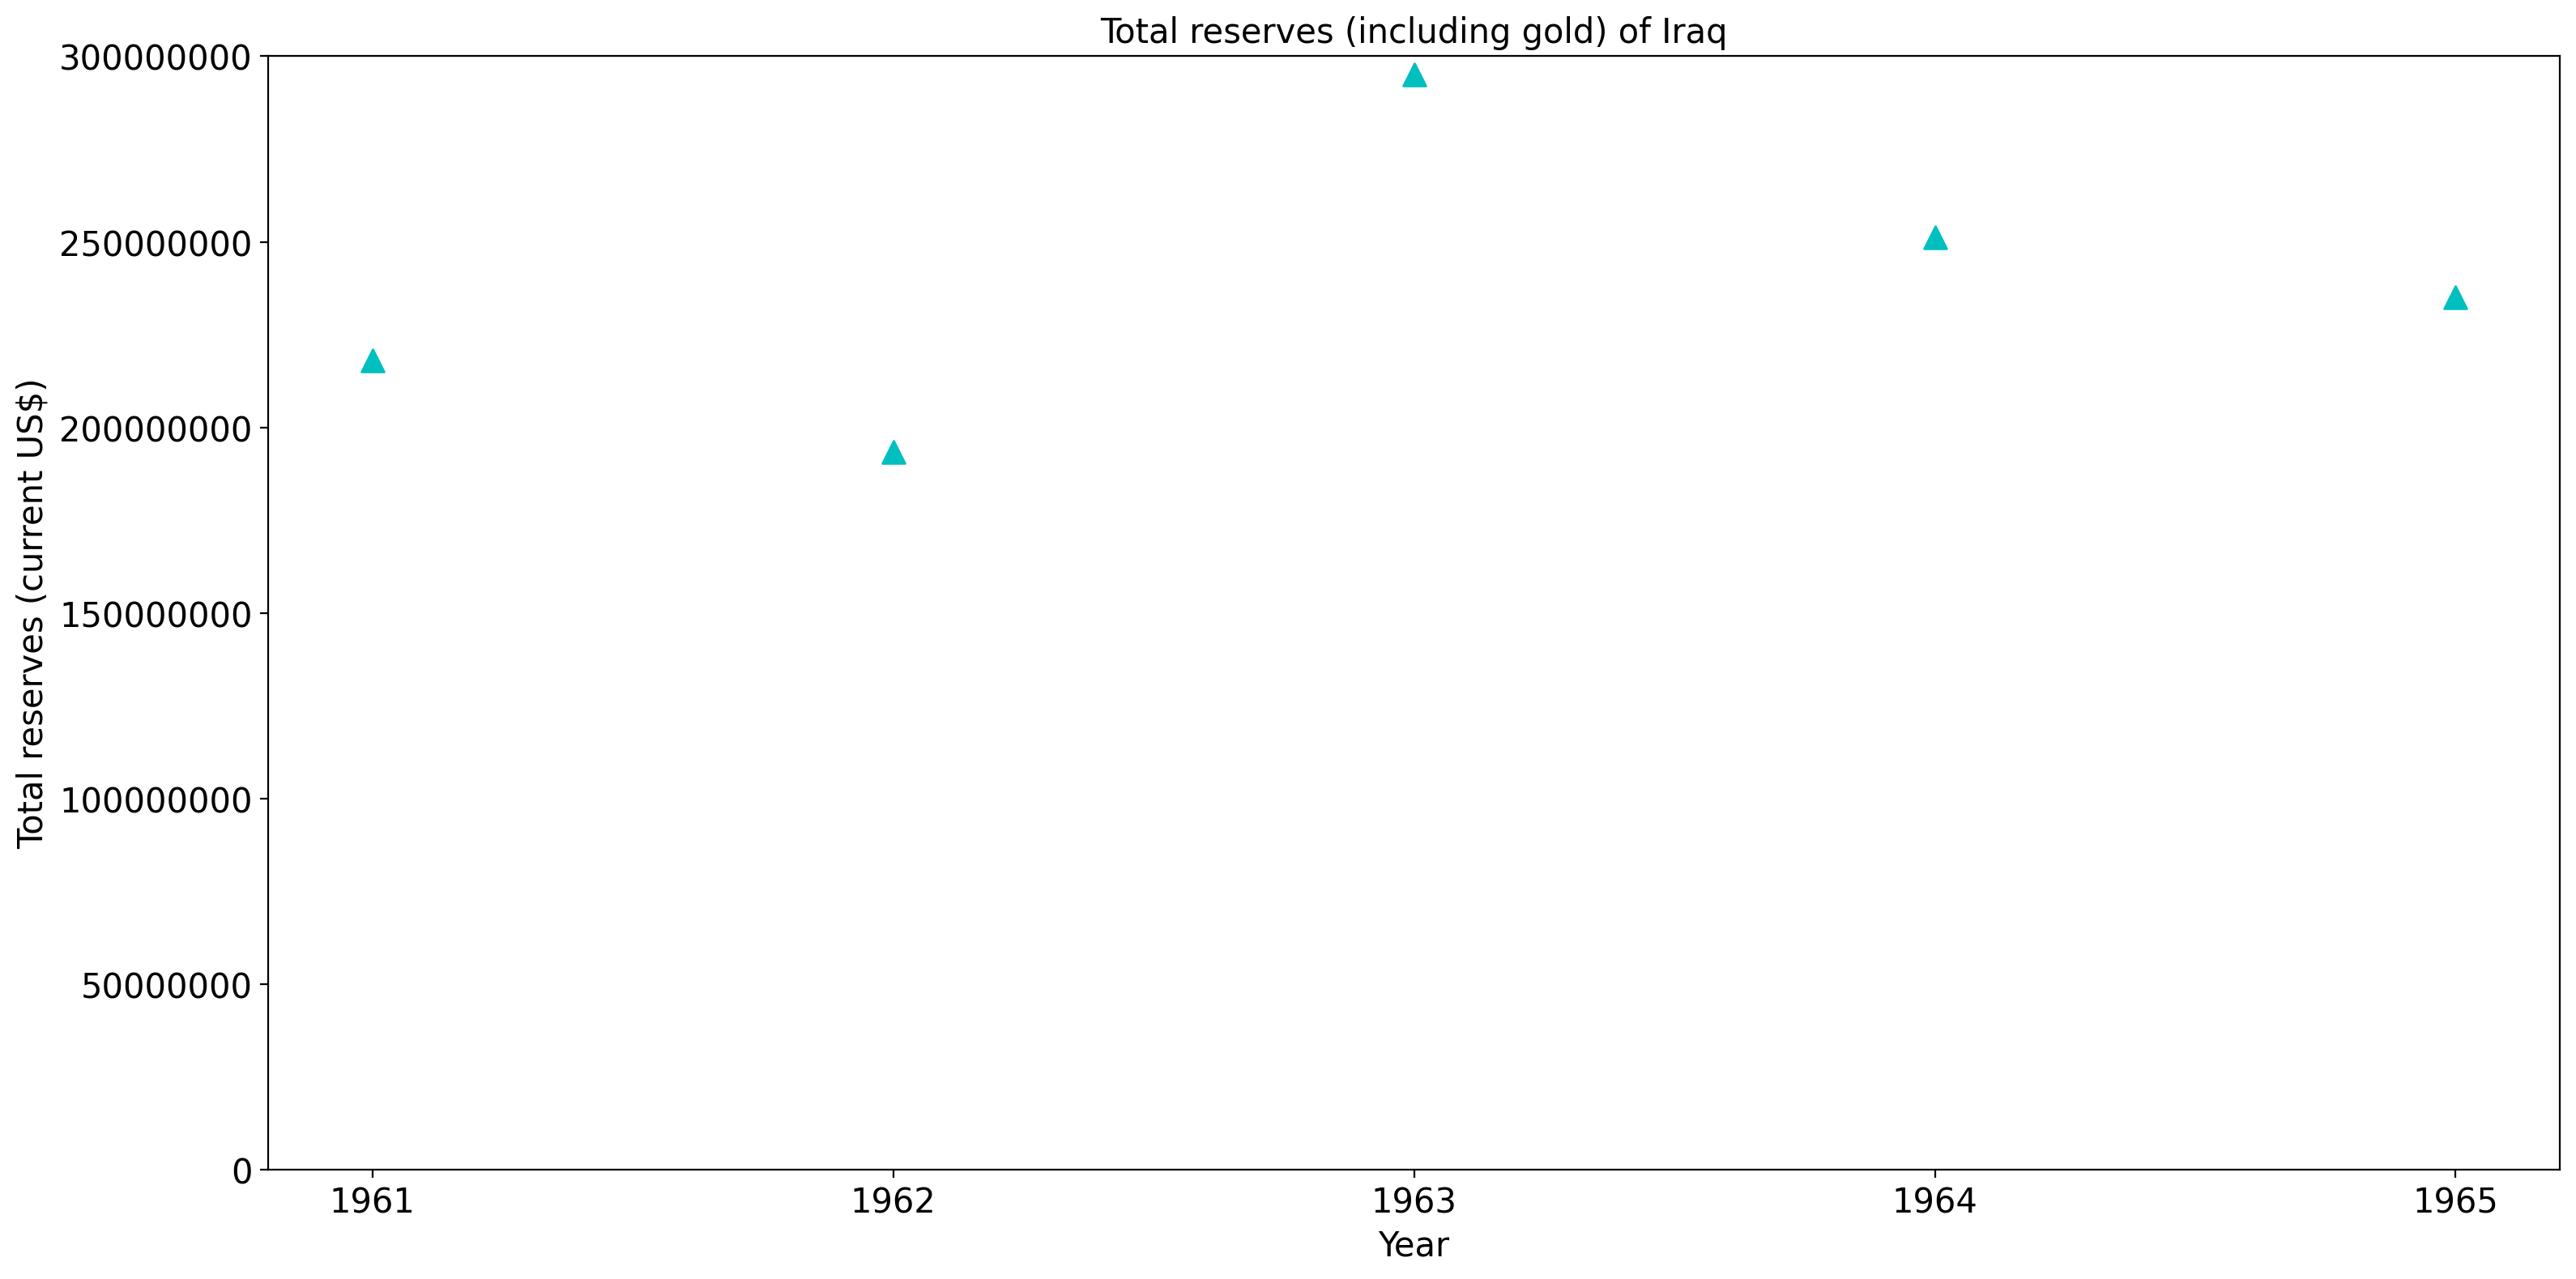 Total reserves (including gold) of Iraq
Total reserves (current US$)
300000000
250000000
200000000
150000000
100000000
50000000
0
1961 1962 1963 1964 1965
Year